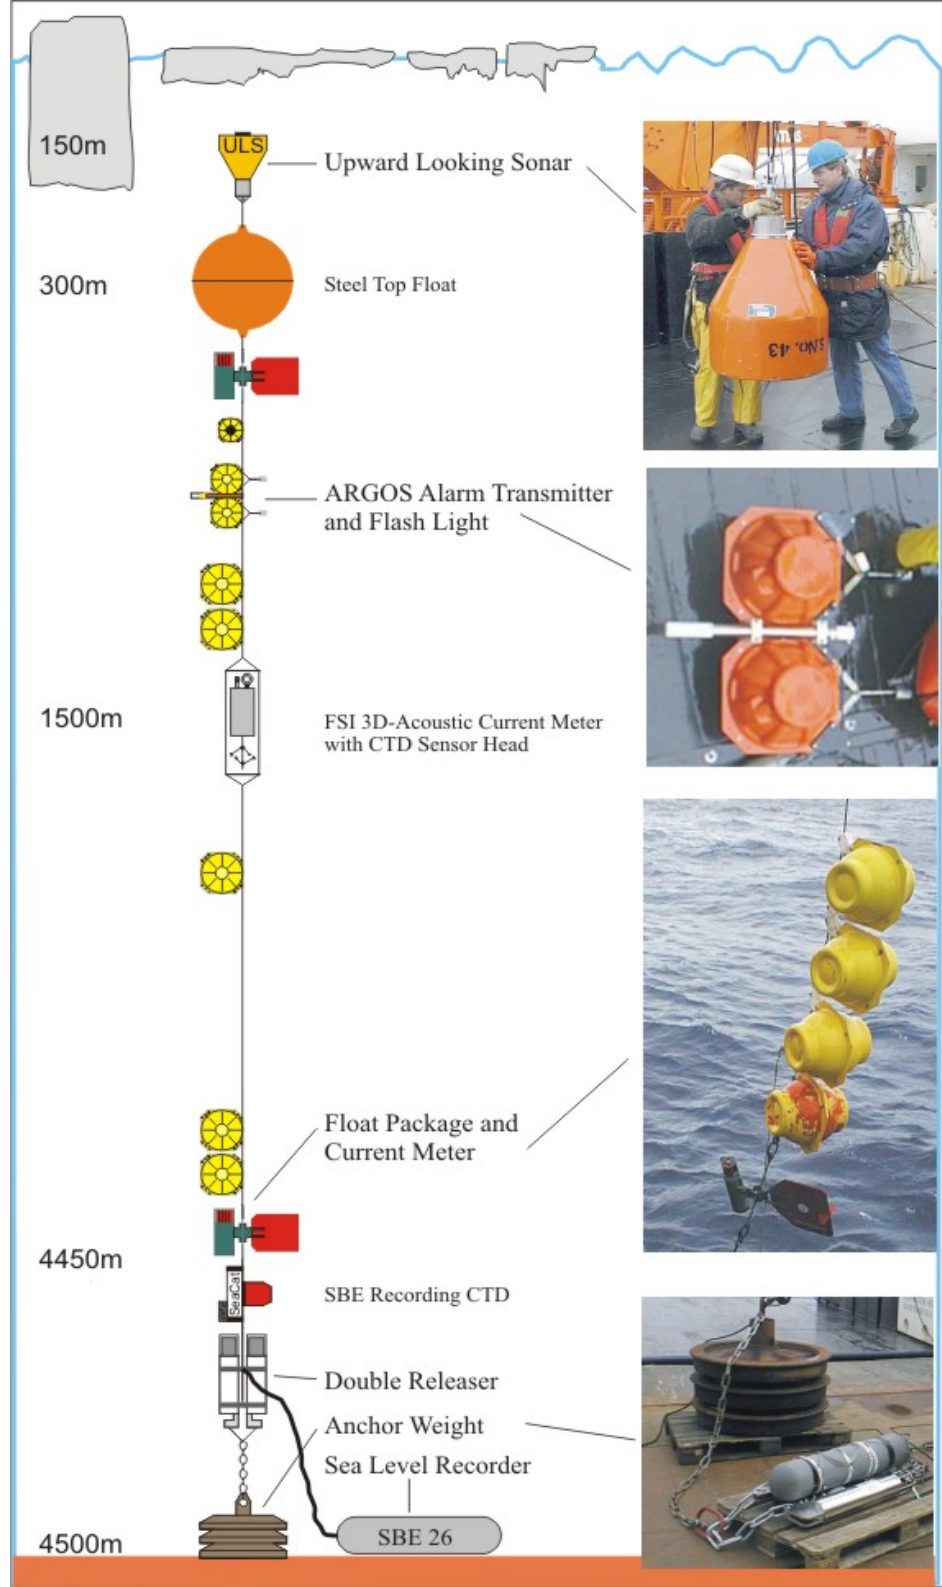 150m
ULS
Upward Looking Sonar
300m
Steel Top Float
S.No. 43
ARGOS Alarm Transmitter
and Flash Light
1500m
FSI 3D-Acoustic Current Meter
with CTD Sensor Head
Float Package and
Current Meter
4450m
SeaCat
SBE Recording CTD
Double Releaser
Anchor Weight
Sea Level Recorder
4500m
SBE 26